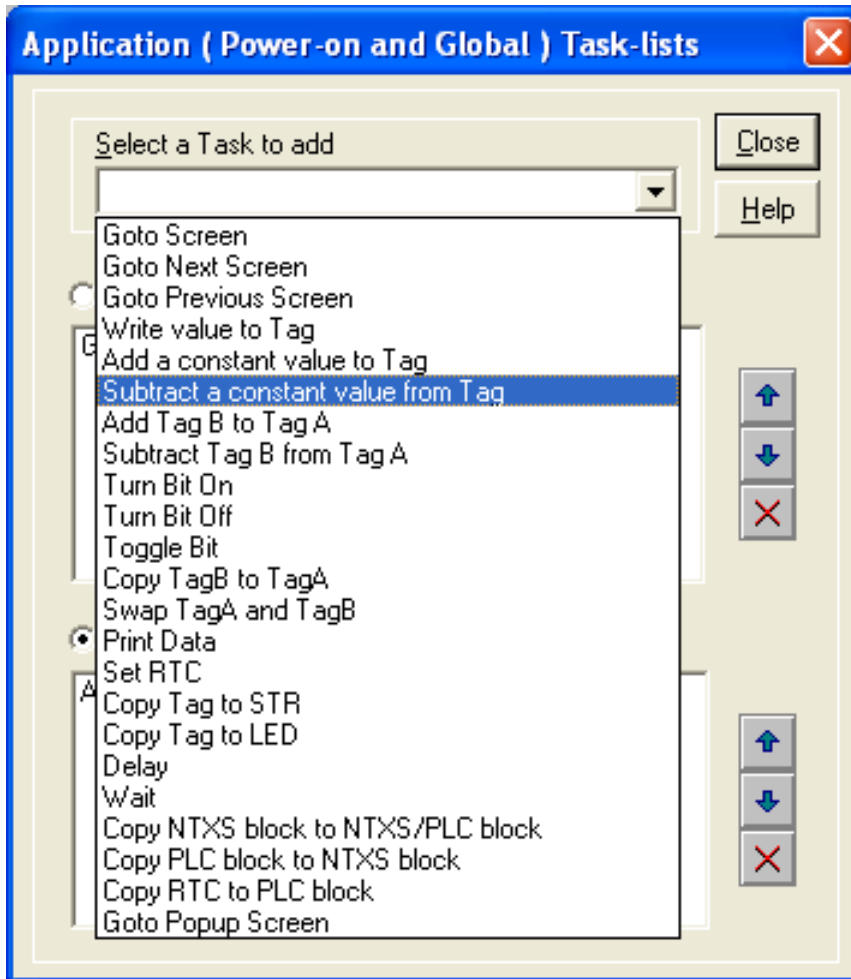 Application ( Power-on and Global ) Task-lists
Select a Task to add
Close
Help
Goto Screen
Goto Next Screen
Goto Previous Screen
Write value to Tag
Add a constant value to Tag
Subtract a constant value from Tag
Add Tag B to Tag A
Subtract Tag B from Tag A
Turn Bit On
Turn Bit Off
Toggle Bit
Copy TagB to TagA
Swap TagA and TagB
Print Data
Set RTC
Copy Tag to STR
Copy Tag to LED
Delay
Wait
Copy NTXS block to NTXS/PLC block
Copy PLC block to NTXS block
Copy RTC to PLC block
Goto Popup Screen